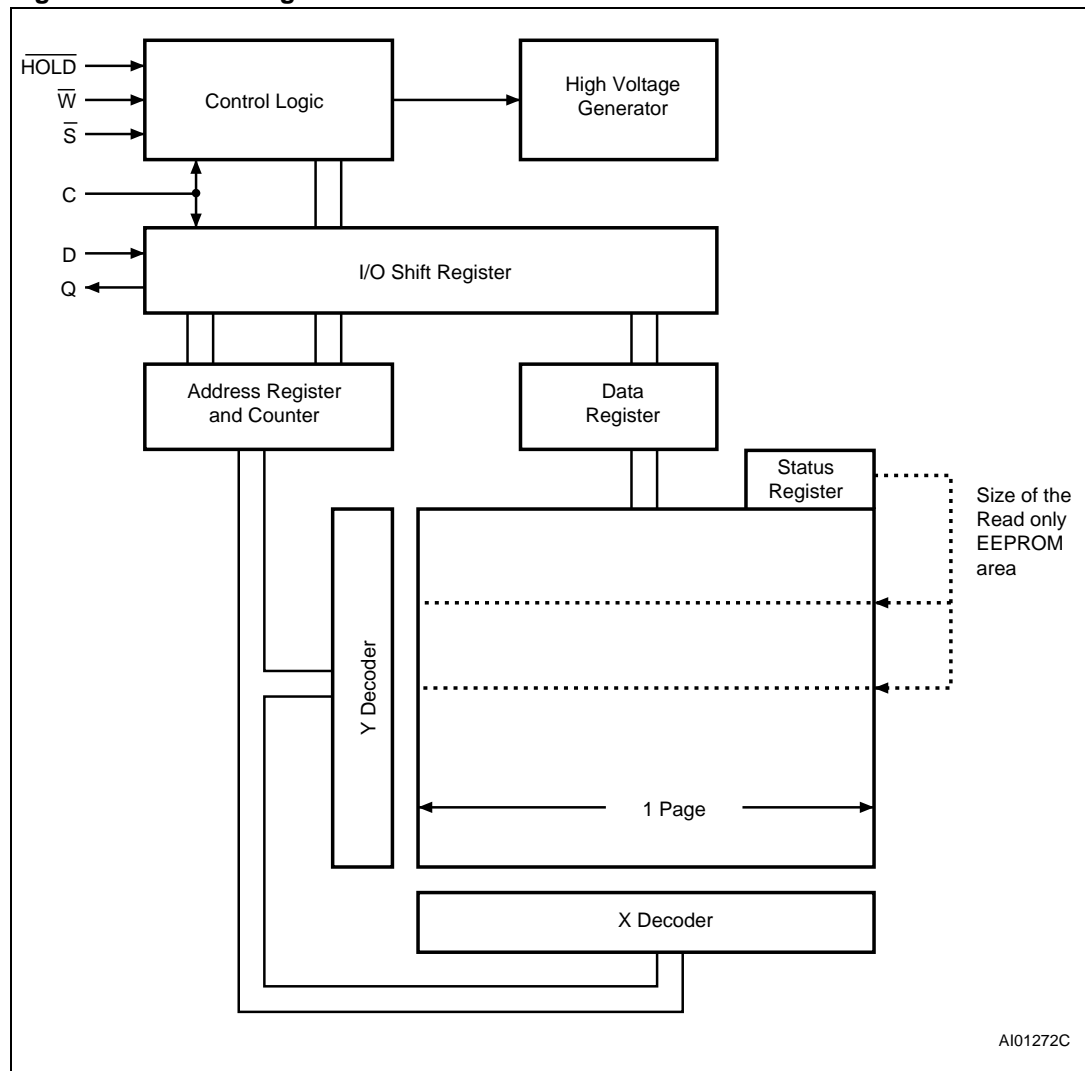 HOLD
W
S
C
D
Q
Control Logic
High Voltage
Generator
I/O Shift Register
Address Register
and Counter
Data
Register
Status
Register
Size of the
Read only
EEPROM
area
Y Decoder
1 Page
X Decoder
AI01272C